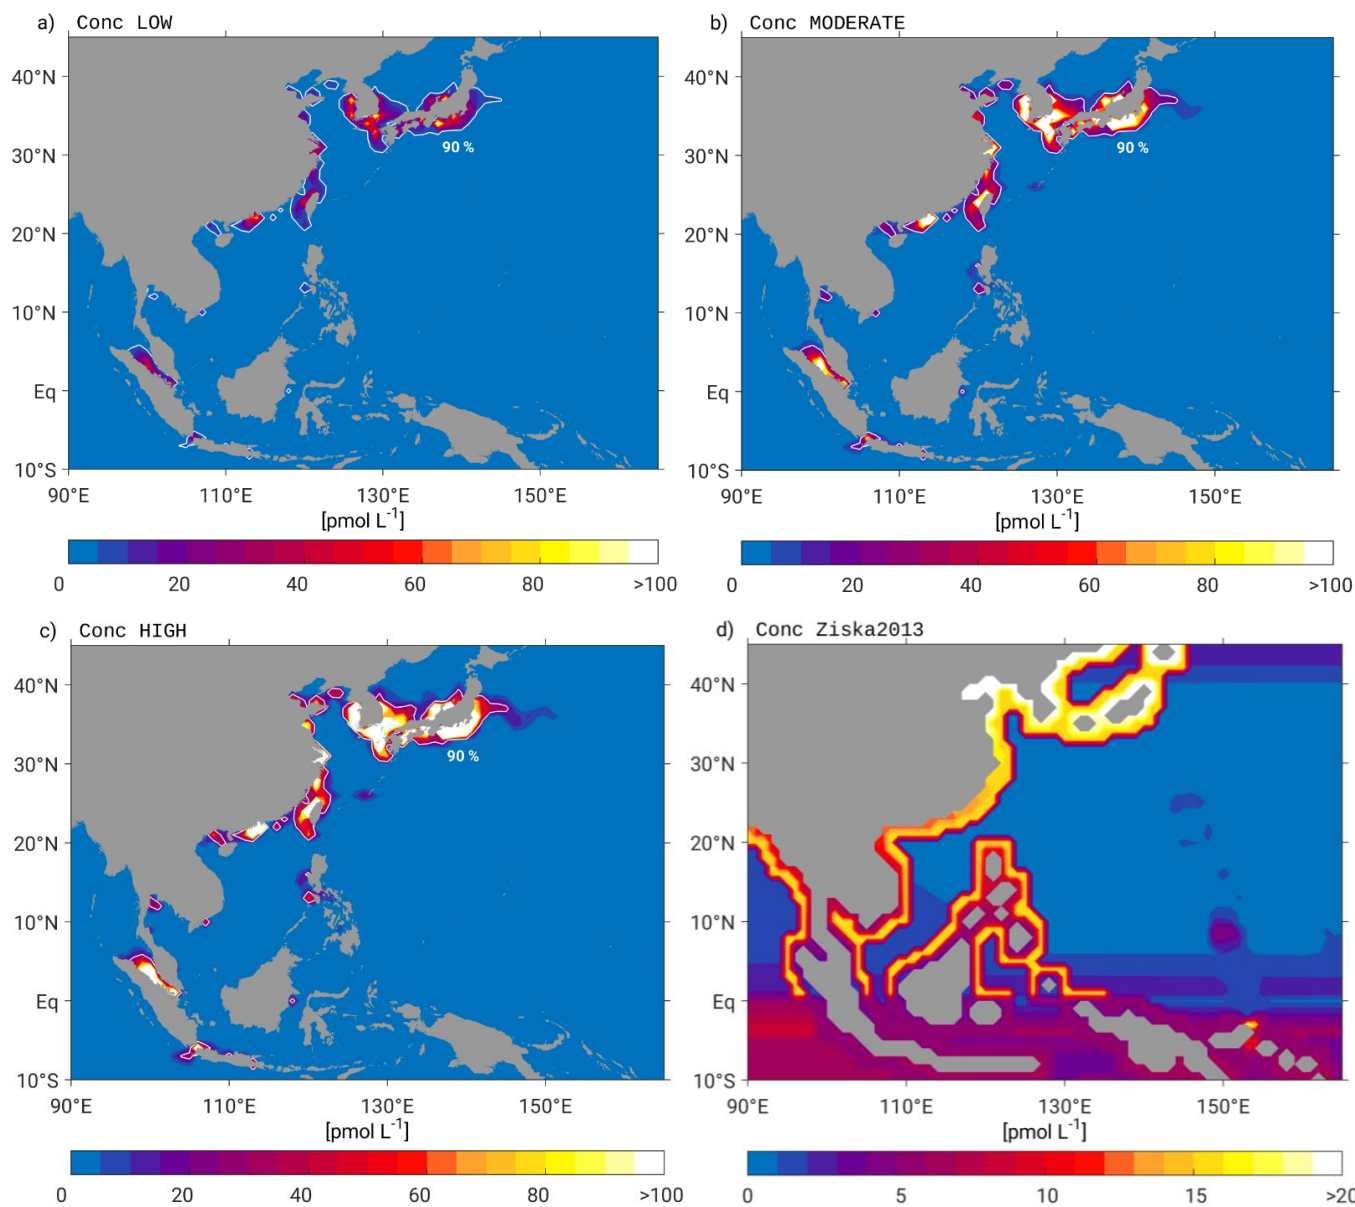 a) Conc LOW
40°N
30°N
20°N
10°N
Eq
10°S
90 %
90°E 110°E 130°E 150°E
[pmol L-1]
0 20 40 60 80 >100
b) Conc MODERATE
40°N
30°N
20°N
10°N
Eq
10°S
90 %
90°E 110°E 130°E 150°E
[pmol L-1]
0 20 40 60 80 >100
c) Conc HIGH
40°N
30°N
20°N
10°N
Eq
10°S
90 %
90°E 110°E 130°E 150°E
[pmol L-1]
0 20 40 60 80 >100
d) Conc Ziska2013
40°N
30°N
20°N
10°N
Eq
10°S
90°E 110°E 130°E 150°E
[pmol L-1]
0 5 10 15 >20